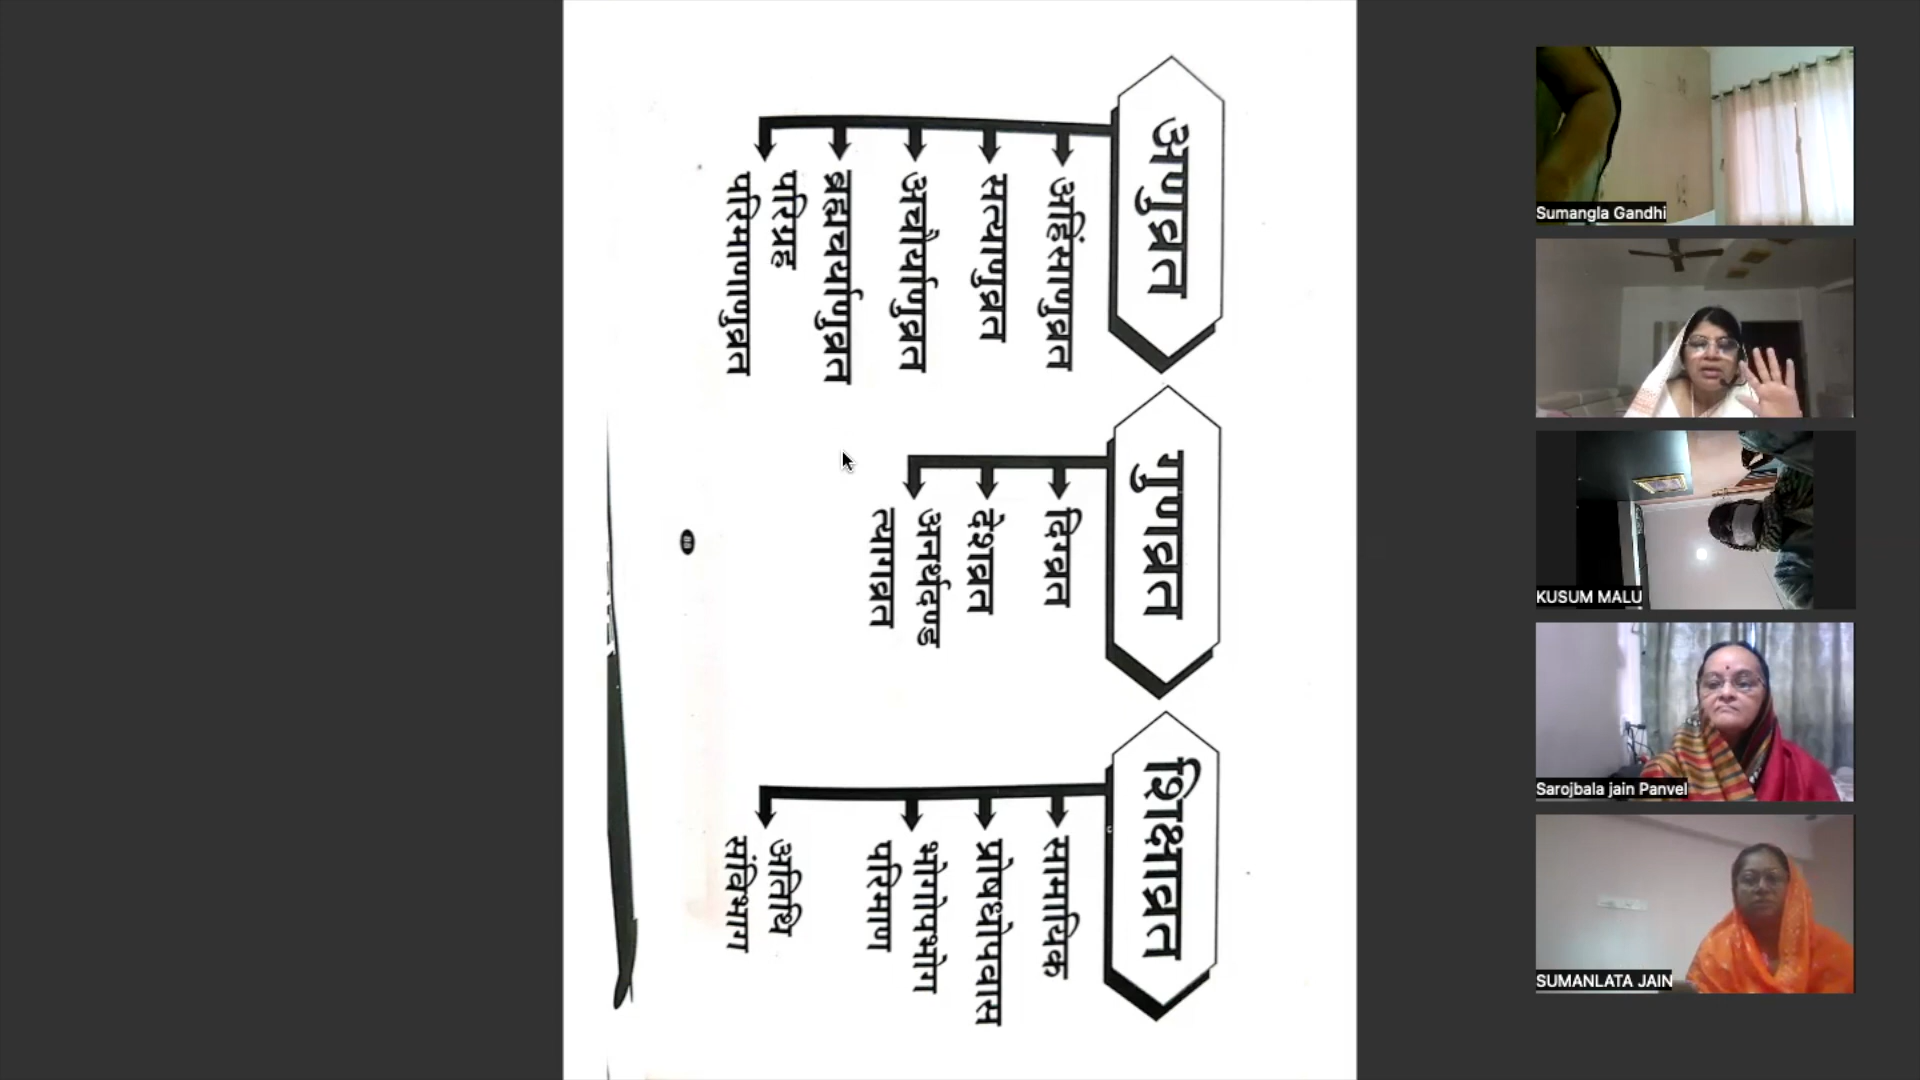 अणुव्रत
अहिंसाणुव्रत
सत्याणुव्रत
अचौर्याणुव्रत
ब्रह्मचर्याणुव्रत
परिग्रह
परिमाणाणुव्रत
गुणव्रत
दिग्व्रत
देशव्रत
अनर्थदण्ड
त्यागव्रत
शिक्षाव्रत
सामायिक
प्रोषधोपवास
भोगोपभोग
परिमाण
अतिथि
संविभाग
Sumangla Gandhi
KUSUM MALU
Sarojbala jain Panvel
SUMANLATA JAIN